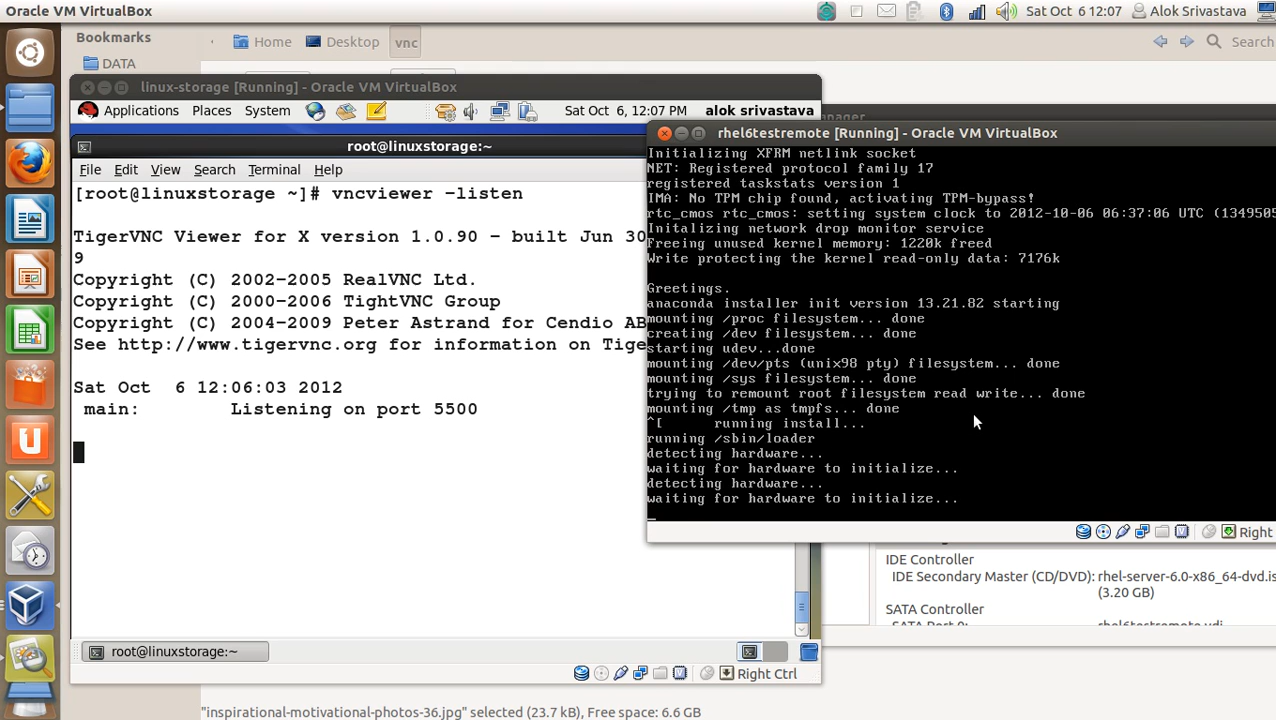 Oracle VM VirtualBox
Sat Oct 6 12:07
Alok Srivastava
Bookmarks
DATA
Home
Desktop
vnc
Search
linux-storage [Running] - Oracle VM VirtualBox
Applications Places System
Sat Oct 6, 12:07 PM
alok srivastava
root@linuxstorage:~
File Edit View Search Terminal Help
[root@linuxstorage ~]# vncviewer -listen
TigerVNC Viewer for X version 1.0.90 - built Jun 30
9
Copyright (C) 2002-2005 RealVNC Ltd.
Copyright (C) 2000-2006 TightVNC Group
Copyright (C) 2004-2009 Peter Astrand for Cendio AB
See http://www.tigervnc.org for information on Tige
Sat Oct  6 12:06:03 2012
main:        Listening on port 5500
root@linuxstorage:~
Right Ctrl
nager
rhel6testremote [Running] - Oracle VM VirtualBox
Initializing XFRM netlink socket
NET: Registered protocol family 17
registered taskstats version 1
IMA: No TPM chip found, activating TPM-bypass!
rtc_cmos rtc_cmos: setting system clock to 2012-10-06 06:37:06 UTC (1349505
Initalizing network drop monitor service
Freeing unused kernel memory: 1220k freed
Write protecting the kernel read-only data: 7176k
Greetings.
anaconda installer init version 13.21.82 starting
mounting /proc filesystem... done
creating /dev filesystem... done
starting udev...done
mounting /dev/pts (unix98 pty) filesystem... done
mounting /sys filesystem... done
trying to remount root filesystem read write... done
mounting /tmp as tmpfs... done
^[      running install...
running /sbin/loader
detecting hardware...
waiting for hardware to initialize...
detecting hardware...
waiting for hardware to initialize...
Right
IDE Controller
IDE Secondary Master (CD/DVD): rhel-server-6.0-x86_64-dvd.is
(3.20 GB)
SATA Controller
SATA Port 0: rhel6testremote.vdi
"inspirational-motivational-photos-36.jpg" selected (23.7 kB), Free space: 6.6 GB